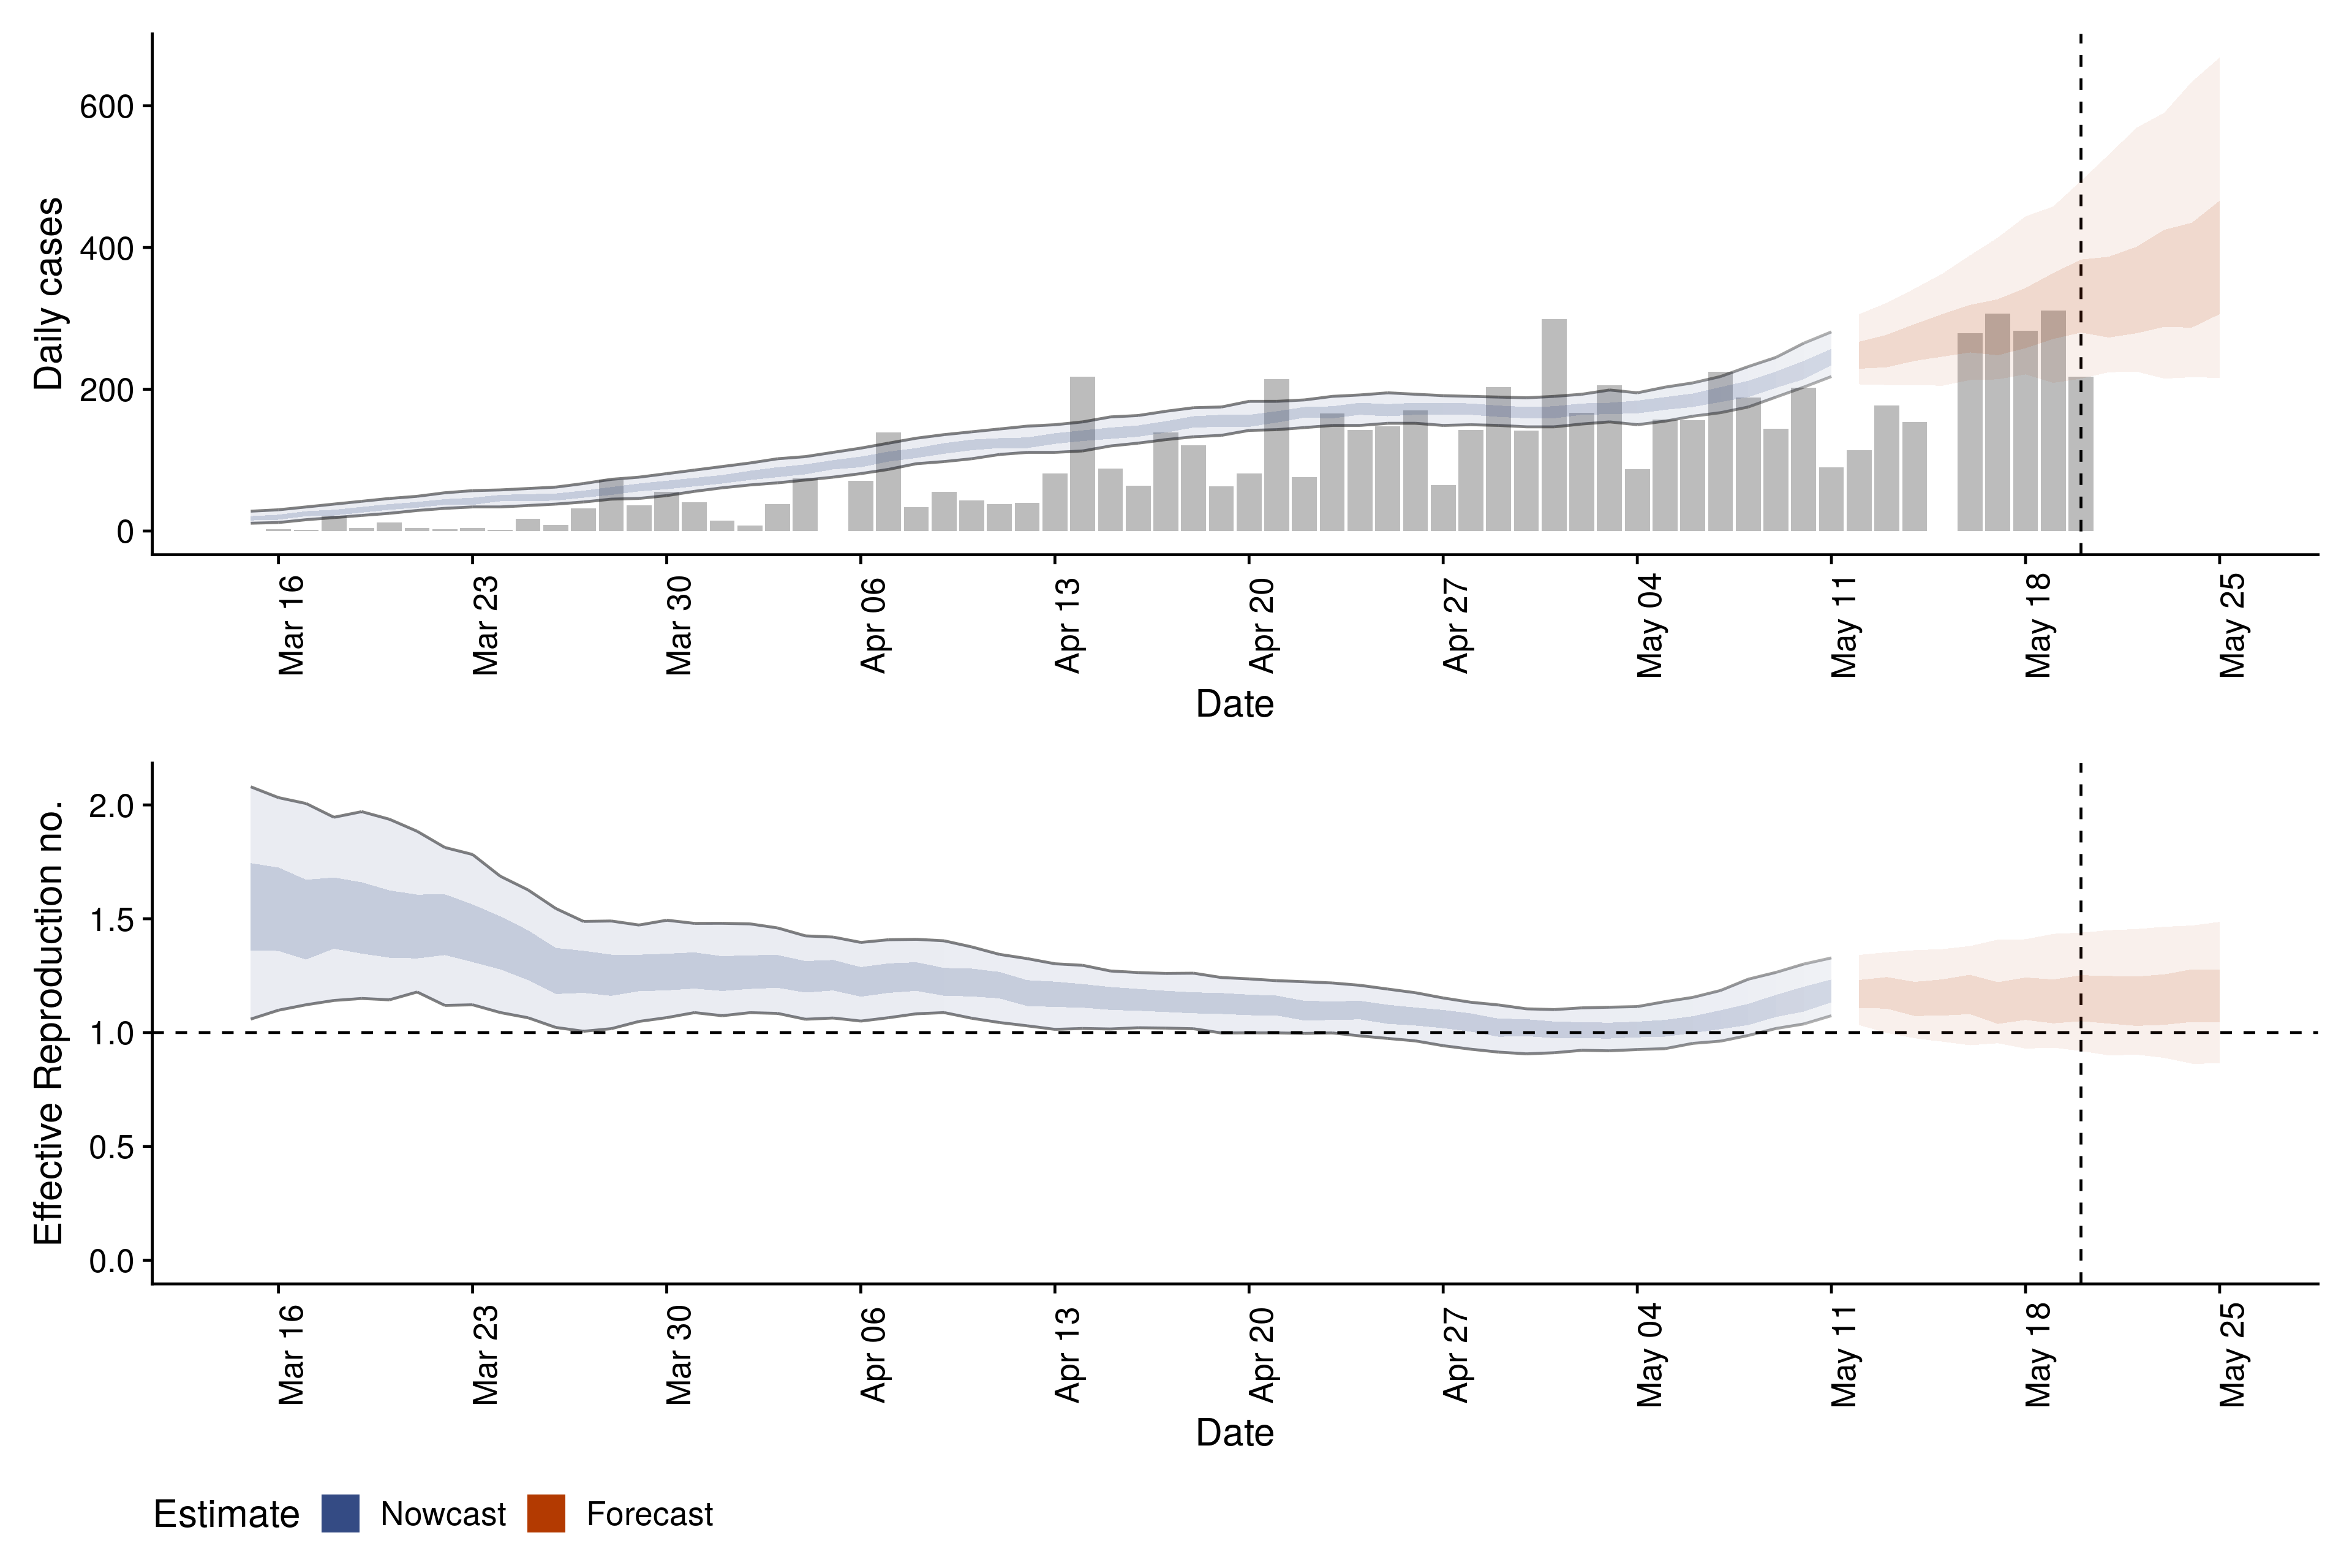 Daily cases
600
400
200
0
Mar 16
Mar 23
Mar 30
Apr 06
Apr 13
Apr 20
Apr 27
May 04
May 11
May 18
May 25
Date
Effective Reproduction no.
2.0
1.5
1.0
0.5
0.0
Mar 16
Mar 23
Mar 30
Apr 06
Apr 13
Apr 20
Apr 27
May 04
May 11
May 18
May 25
Date
Estimate Nowcast Forecast